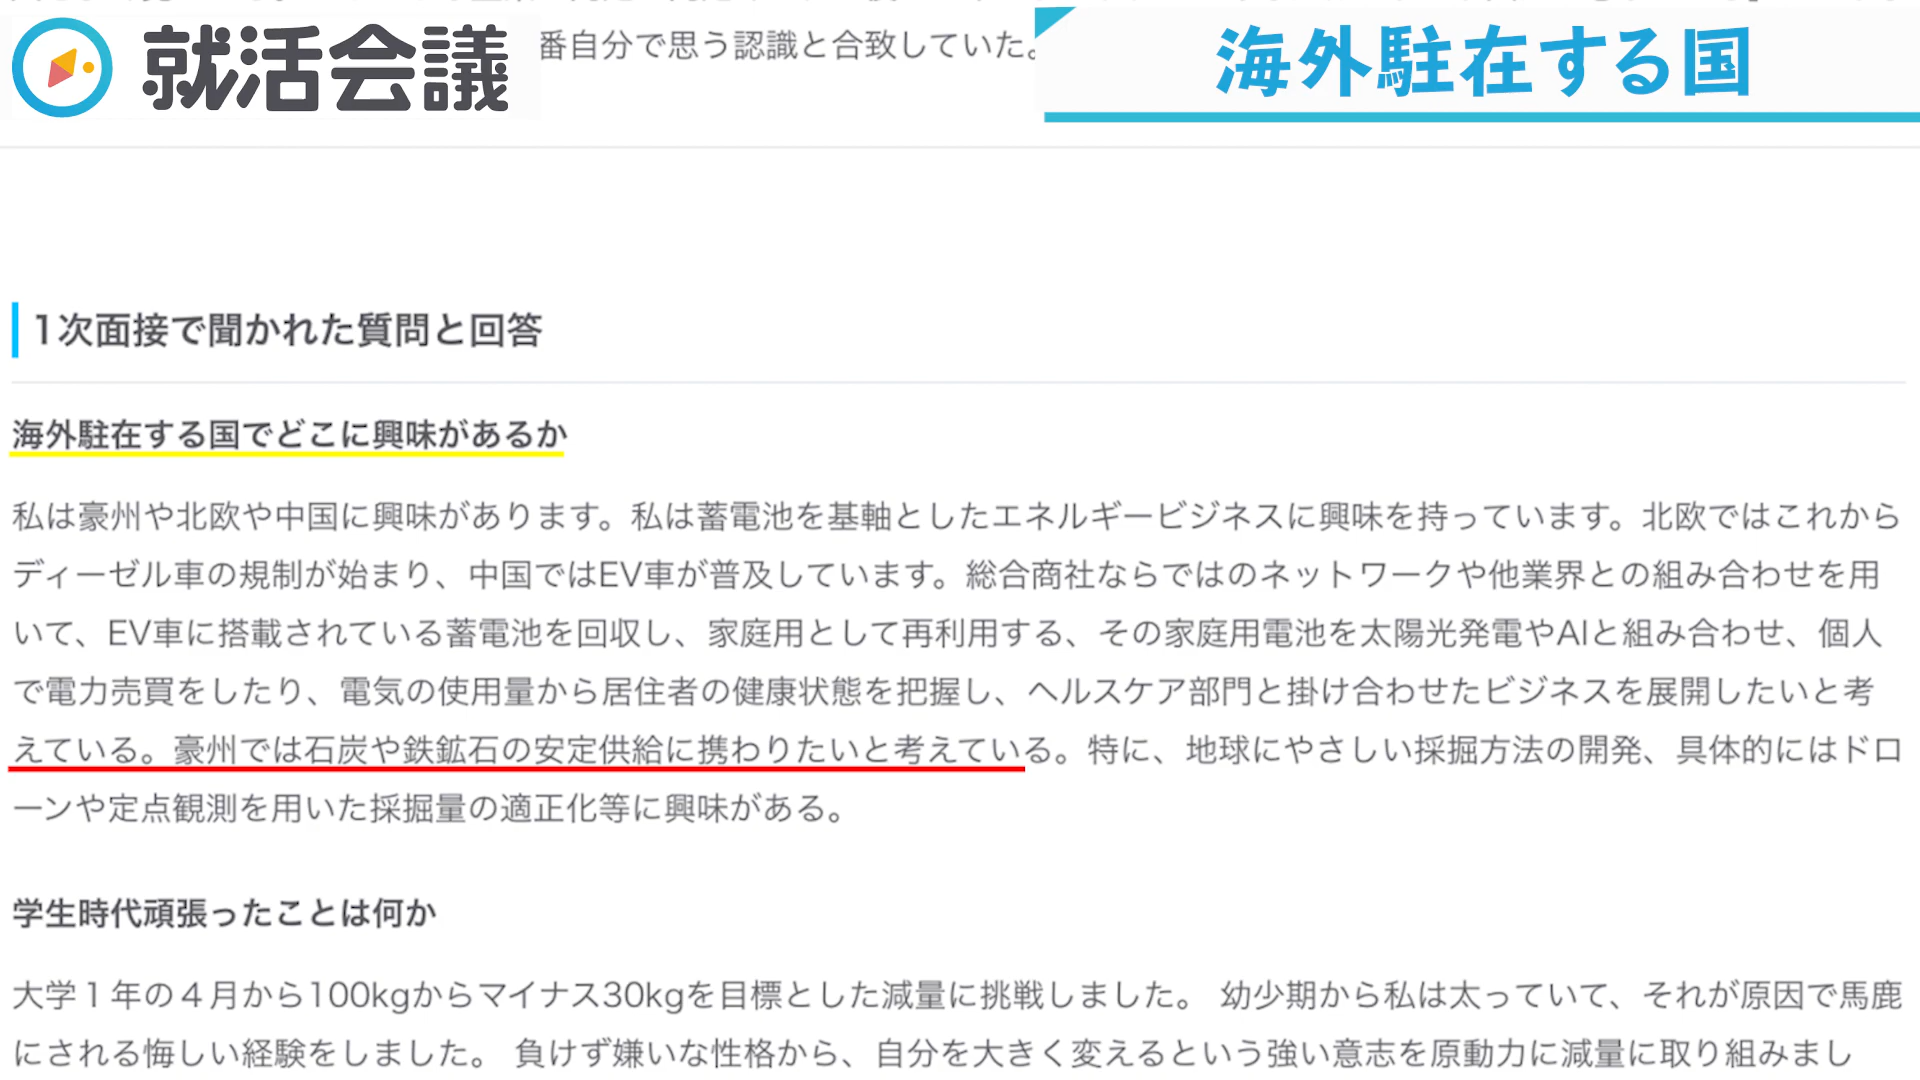 就活会議
番自分で思う認識と合致していた。
海外駐在する国
1次面接で聞かれた質問と回答
海外駐在する国でどこに興味があるか
私は豪州や北欧や中国に興味があります。私は蓄電池を基軸としたエネルギービジネスに興味を持っています。北欧ではこれから
ディーゼル車の規制が始まり、中国ではEV車が普及しています。総合商社ならではのネットワークや他業界との組み合わせを用
いて、EV車に搭載されている蓄電池を回収し、家庭用として再利用する、その家庭用電池を太陽光発電やAIと組み合わせ、個人
で電力売買をしたり、電気の使用量から居住者の健康状態を把握し、ヘルスケア部門と掛け合わせたビジネスを展開したいと考
えている。豪州では石炭や鉄鉱石の安定供給に携わりたいと考えている。特に、地球にやさしい採掘方法の開発、具体的にはドロ
ーンや定点観測を用いた採掘量の適正化等に興味がある。
学生時代頑張ったことは何か
大学１年の４月から100kgからマイナス30kgを目標とした減量に挑戦しました。 幼少期から私は太っていて、それが原因で馬鹿
にされる悔しい経験をしました。 負けず嫌いな性格から、自分を大きく変えるという強い意志を原動力に減量に取り組みまし